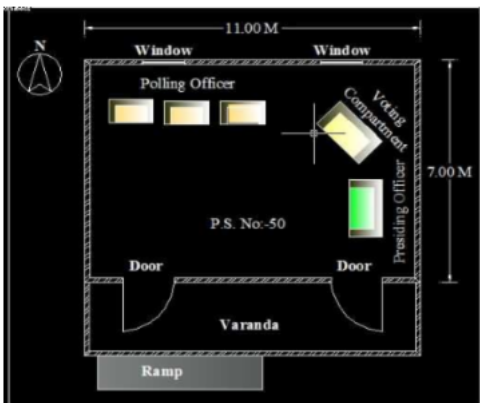 11.00 M
N
Window
Window
Polling Officer
Voting
Compartment
7.00 M
Presiding Officer
P.S. No:-50
Door
Door
Varanda
Ramp